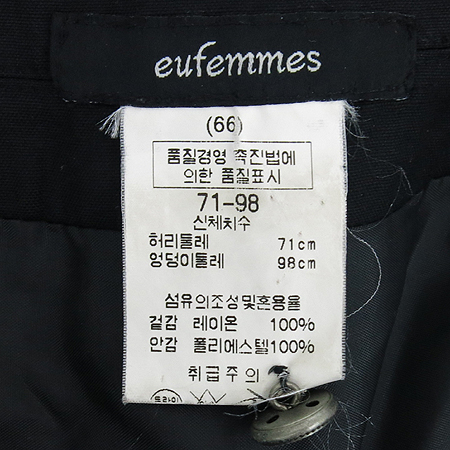 eufemmes
(66)
품질경영 촉진법에
의한 품질표시
71-98
신체치수
허리둘레 71cm
엉덩이둘레 98cm
섬유의조성및혼용율
겉감 레이온 100%
안감 폴리에스텔100%
취급주의
드라이